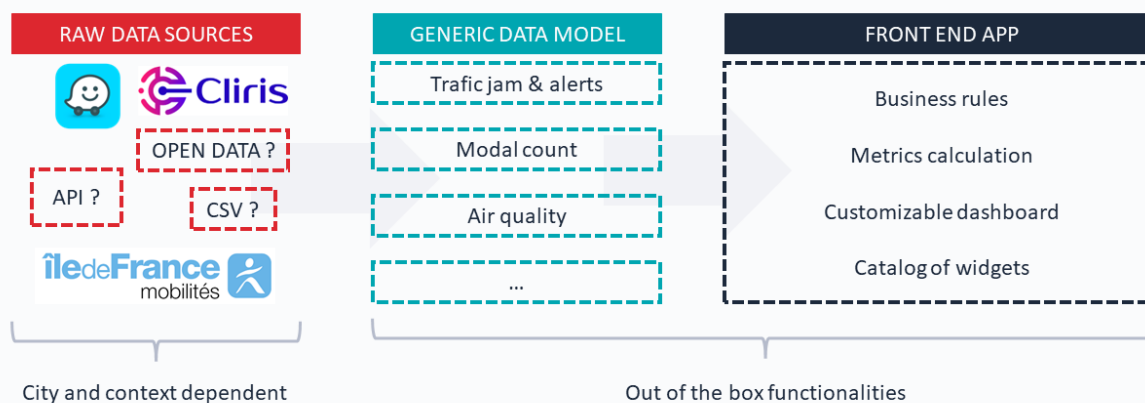 RAW DATA SOURCES
Cliris
OPEN DATA ?
API ?
CSV ?
îledeFrance
mobilités
City and context dependent
GENERIC DATA MODEL
Trafic jam & alerts
Modal count
Air quality
...
FRONT END APP
Business rules
Metrics calculation
Customizable dashboard
Catalog of widgets
Out of the box functionalities